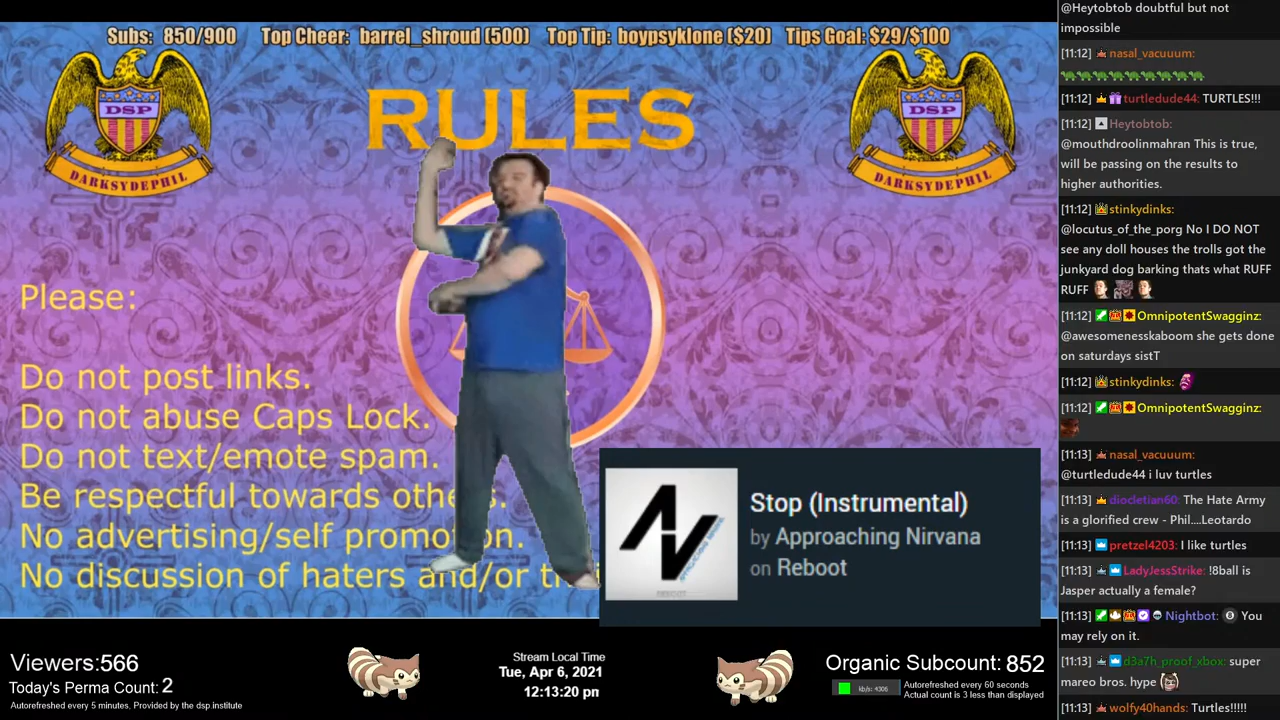 Subs: 850/900 Top Cheer: barrel_shroud (500) Top Tip: boypsyklone ($20) Tips Goal: $29/$100
DSP
DARKSYDEPHIL
RULES
DSP
DARKSYDEPHIL
Please:
Do not post links.
Do not abuse Caps Lock.
Do not text/emote spam.
Be respectful towards othe s.
No advertising/self promo on.
No discussion of haters and/or t
AN
REBOOT
Stop (Instrumental)
by Approaching Nirvana
on Reboot
Viewers:566
Today's Perma Count: 2
Autorefreshed every 5 minutes. Provided by the dsp institute
Stream Local Time
Tue, Apr 6, 2021
12:13:20 pm
Organic Subcount: 852
kb/s: 4306
Autorefreshed every 60 seconds
Actual count is 3 less than displayed
@Heytobtob doubtful but not
impossible
[11:12] nasal_vacuuum:
[11:12] turtledude44: TURTLES!!!
[11:12] Heytobtob:
@mouthdroolinmahran This is true,
will be passing on the results to
higher authorities.
[11:12] stinkydinks:
@locutus_of_the_porg No I DO NOT
see any doll houses the trolls got the
junkyard dog barking thats what RUFF
RUFF
[11:12] OmnipotentSwagginz:
@awesomenesskaboom she gets done
on saturdays sistT
[11:12] stinkydinks:
[11:12] OmnipotentSwagginz:
[11:13] nasal_vacuuum:
@turtledude44 i luv turtles
[11:13] diocletian60: The Hate Army
is a glorified crew - Phil....Leotardo
[11:13] pretzel4203: I like turtles
[11:13] LadyJessStrike: !8ball is
Jasper actually a female?
[11:13] Nightbot: 8 You
may rely on it.
[11:13] d3a7h_proof_xbox: super
mareo bros. hype
[11:13] wolfy40hands: Turtles!!!!!